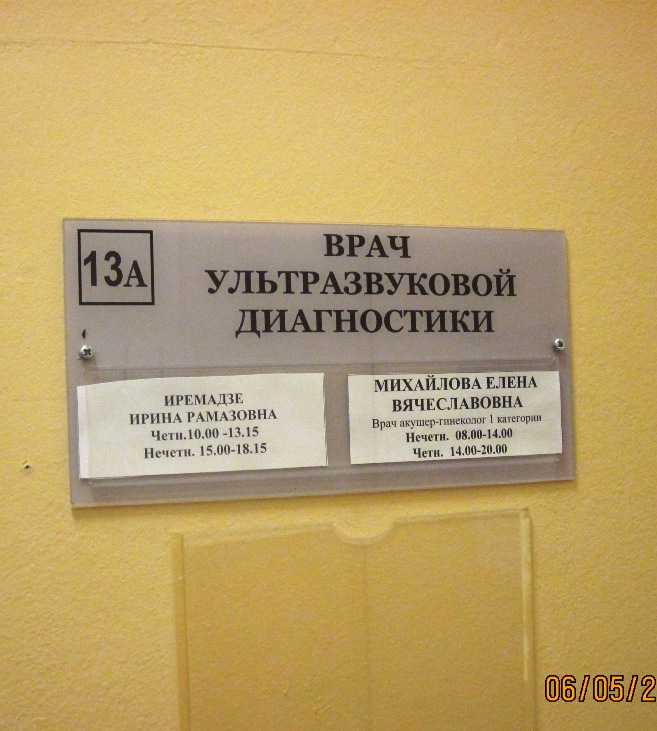 13А
ВРАЧ
УЛЬТРАЗВУКОВОЙ
ДИАГНОСТИКИ
ИРЕМАДЗЕ
ИРИНА РАМАЗОВНА
Четн.10.00 -13.15
Нечетн. 15.00-18.15
МИХАЙЛОВА ЕЛЕНА
ВЯЧЕСЛАВОВНА
Врач акушер-гинеколог 1 категории
Нечетн. 08.00-14.00
Четн. 14.00-20.00
06/05/2